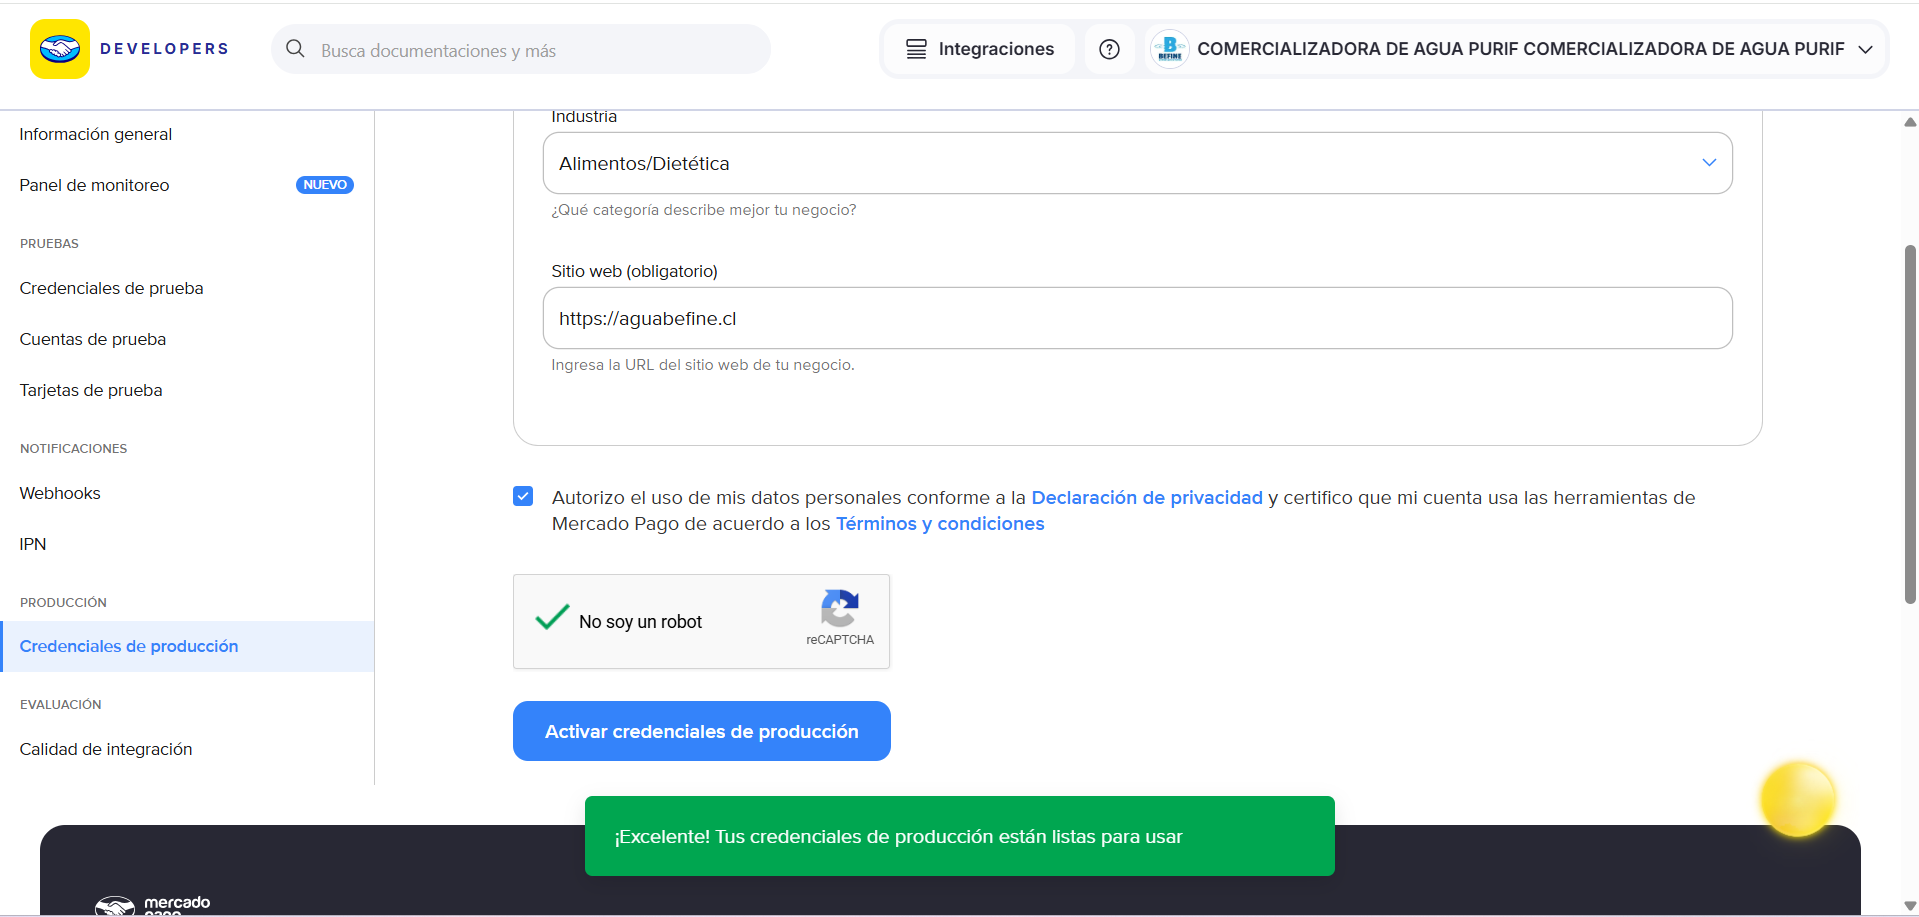 DEVELOPERS
Busca documentaciones y más
Integraciones
BEFINE
COMERCIALIZADORA DE AGUA PURIF COMERCIALIZADORA DE AGUA PURIF
Información general
Panel de monitoreo
NUEVO
PRUEBAS
Credenciales de prueba
Cuentas de prueba
Tarjetas de prueba
NOTIFICACIONES
Webhooks
IPN
PRODUCCIÓN
Credenciales de producción
EVALUACIÓN
Calidad de integración
Industria
Alimentos/Dietética
¿Qué categoría describe mejor tu negocio?
Sitio web (obligatorio)
https://aguabefine.cl
Ingresa la URL del sitio web de tu negocio.
Autorizo el uso de mis datos personales conforme a la Declaración de privacidad y certifico que mi cuenta usa las herramientas de
Mercado Pago de acuerdo a los Términos y condiciones
No soy un robot
reCAPTCHA
Activar credenciales de producción
¡Excelente! Tus credenciales de producción están listas para usar
mercado
pago